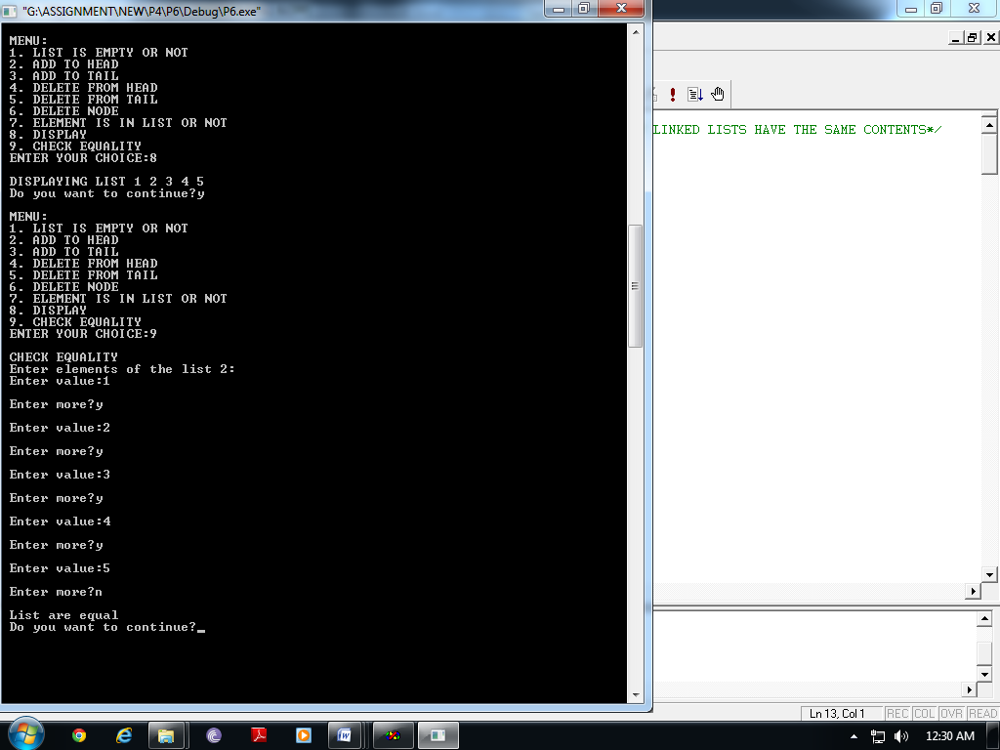 "G:\ASSIGNMENT\NEW\P4\P6\Debug\P6.exe"
MENU:
1. LIST IS EMPTY OR NOT
2. ADD TO HEAD
3. ADD TO TAIL
4. DELETE FROM HEAD
5. DELETE FROM TAIL
6. DELETE NODE
7. ELEMENT IS IN LIST OR NOT
8. DISPLAY
9. CHECK EQUALITY
ENTER YOUR CHOICE:8
DISPLAYING LIST 1 2 3 4 5
Do you want to continue?y
MENU:
1. LIST IS EMPTY OR NOT
2. ADD TO HEAD
3. ADD TO TAIL
4. DELETE FROM HEAD
5. DELETE FROM TAIL
6. DELETE NODE
7. ELEMENT IS IN LIST OR NOT
8. DISPLAY
9. CHECK EQUALITY
ENTER YOUR CHOICE:9
CHECK EQUALITY
Enter elements of the list 2:
Enter value:1
Enter more?y
Enter value:2
Enter more?y
Enter value:3
Enter more?y
Enter value:4
Enter more?y
Enter value:5
Enter more?n
List are equal
Do you want to continue?_
LINKED LISTS HAVE THE SAME CONTENTS*/
Ln 13, Col 1 REC COL OVR READ
12:30 AM